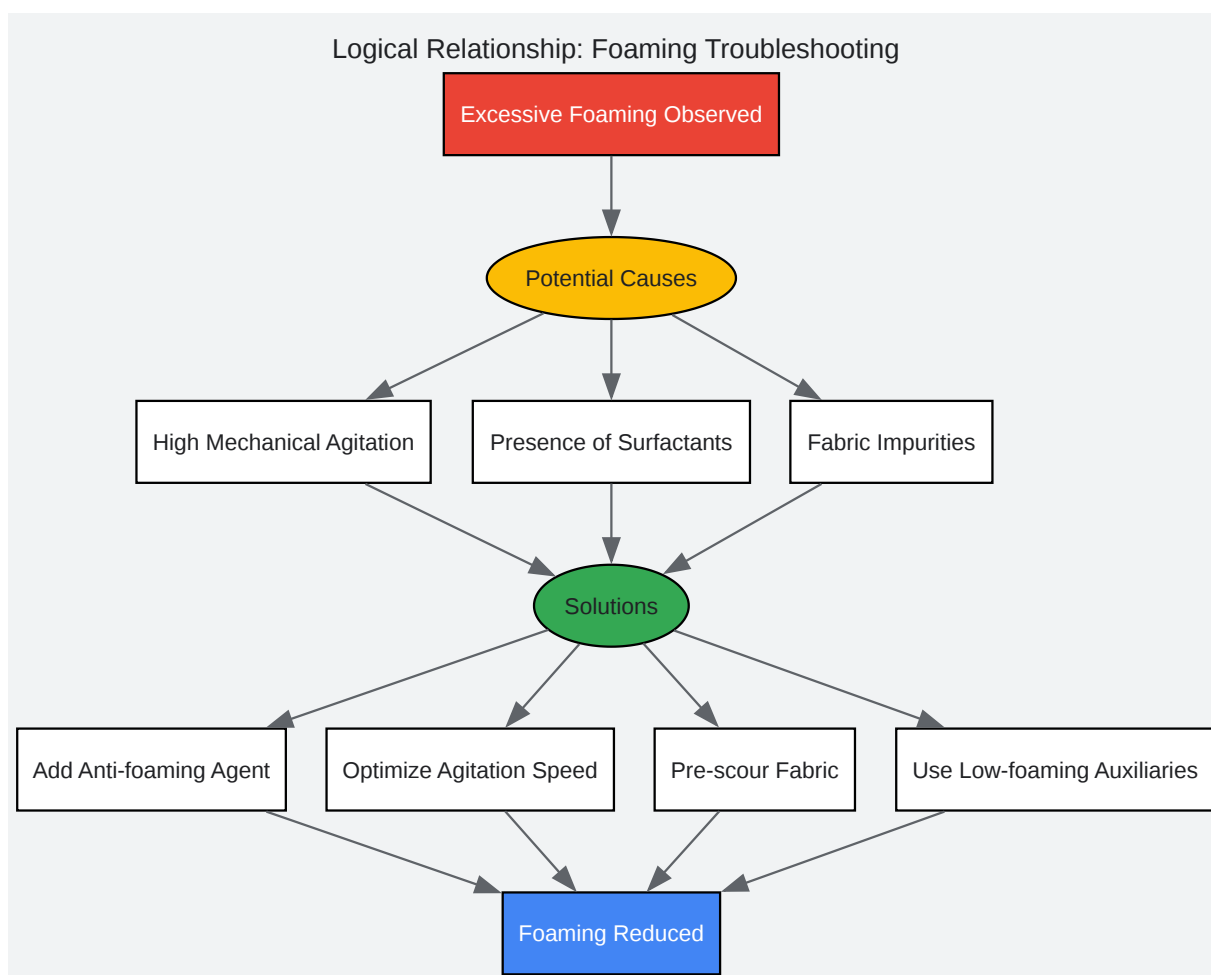 Logical Relationship: Foaming Troubleshooting
Excessive Foaming Observed
Potential Causes
High Mechanical Agitation
Presence of Surfactants
Fabric Impurities
Solutions
Add Anti-foaming Agent
Optimize Agitation Speed
Pre-scour Fabric
Use Low-foaming Auxiliaries
Foaming Reduced